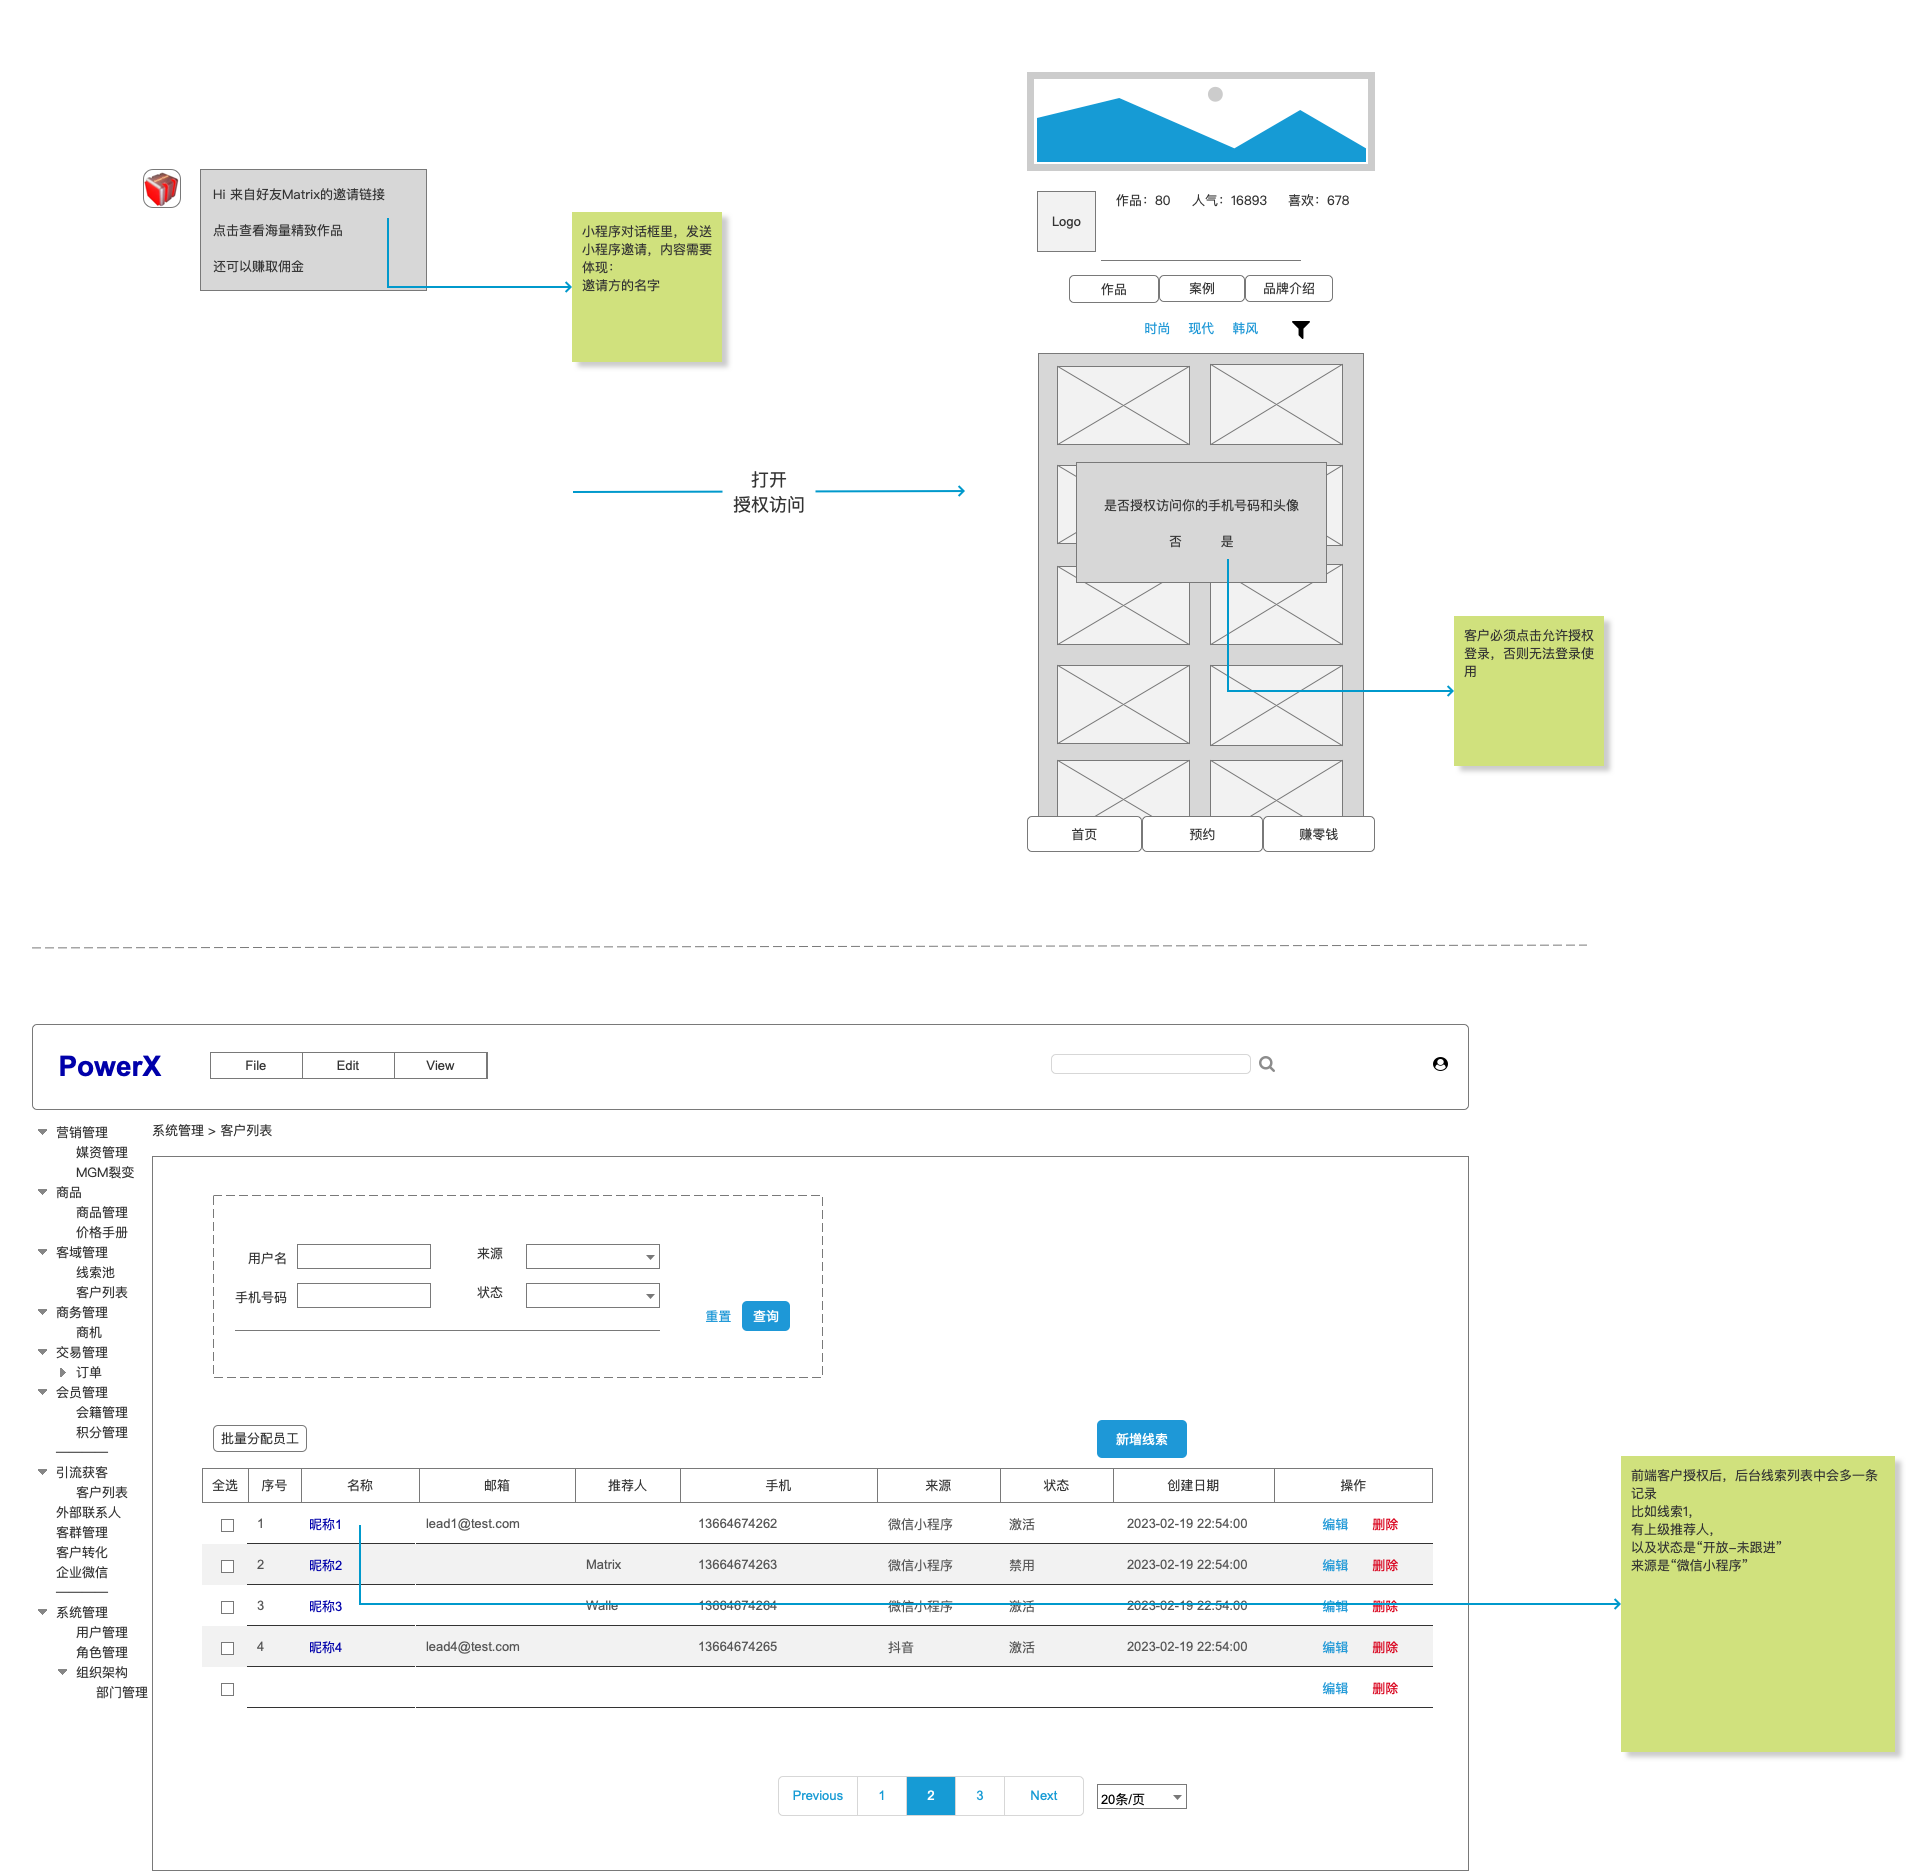 Hi 来自好友Matrix的邀请链接
点击查看海量精致作品
还可以赚取佣金
小程序对话框里，发送
小程序邀请，内容需要
体现：
邀请方的名字
Logo
作品：80 人气：16893 喜欢：678
作品 案例 品牌介绍
时尚 现代 韩风
打开
授权访问
是否授权访问你的手机号码和头像
否 是
客户必须点击允许授权
登录，否则无法登录使
用
首页 预约 赚零钱
PowerX
File Edit View
营销管理
媒资管理
MGM裂变
商品
商品管理
价格手册
客域管理
线索池
客户列表
商务管理
商机
交易管理
订单
会员管理
会籍管理
积分管理
引流获客
客户列表
外部联系人
客群管理
客户转化
企业微信
系统管理
用户管理
角色管理
组织架构
部门管理
系统管理 > 客户列表
用户名 来源
手机号码 状态
重置 查询
批量分配员工 新增线索
全选 序号 名称 邮箱 推荐人 手机 来源 状态 创建日期 操作
1 昵称1 lead1@test.com 13664674262 微信小程序 激活 2023-02-19 22:54:00 编辑 删除
2 昵称2 Matrix 13664674263 微信小程序 禁用 2023-02-19 22:54:00 编辑 删除
3 昵称3 Walle 13664674264 微信小程序 激活 2023-02-19 22:54:00 编辑 删除
4 昵称4 lead4@test.com 13664674265 抖音 激活 2023-02-19 22:54:00 编辑 删除
编辑 删除
前端客户授权后，后台线索列表中会多一条
记录
比如线索1，
有上级推荐人，
以及状态是“开放-未跟进”
来源是“微信小程序”
Previous 1 2 3 Next 20条/页